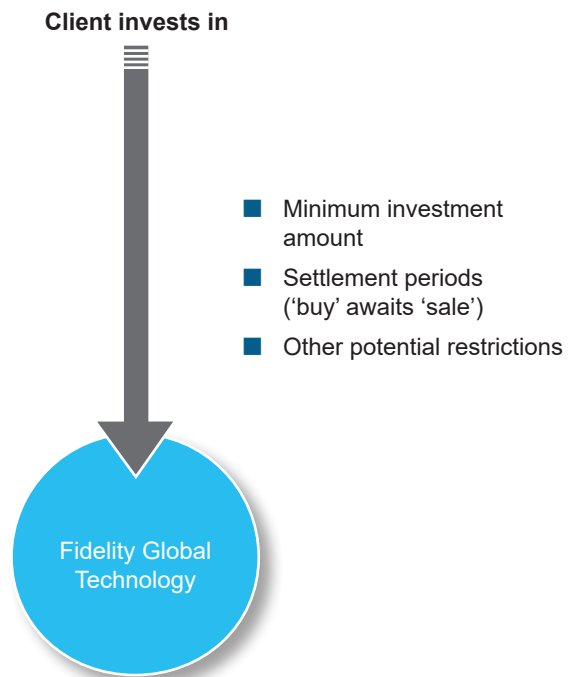 Client invests in
Minimum investment
amount
Settlement periods
(‘buy’ awaits ‘sale’)
Other potential restrictions
Fidelity Global
Technology